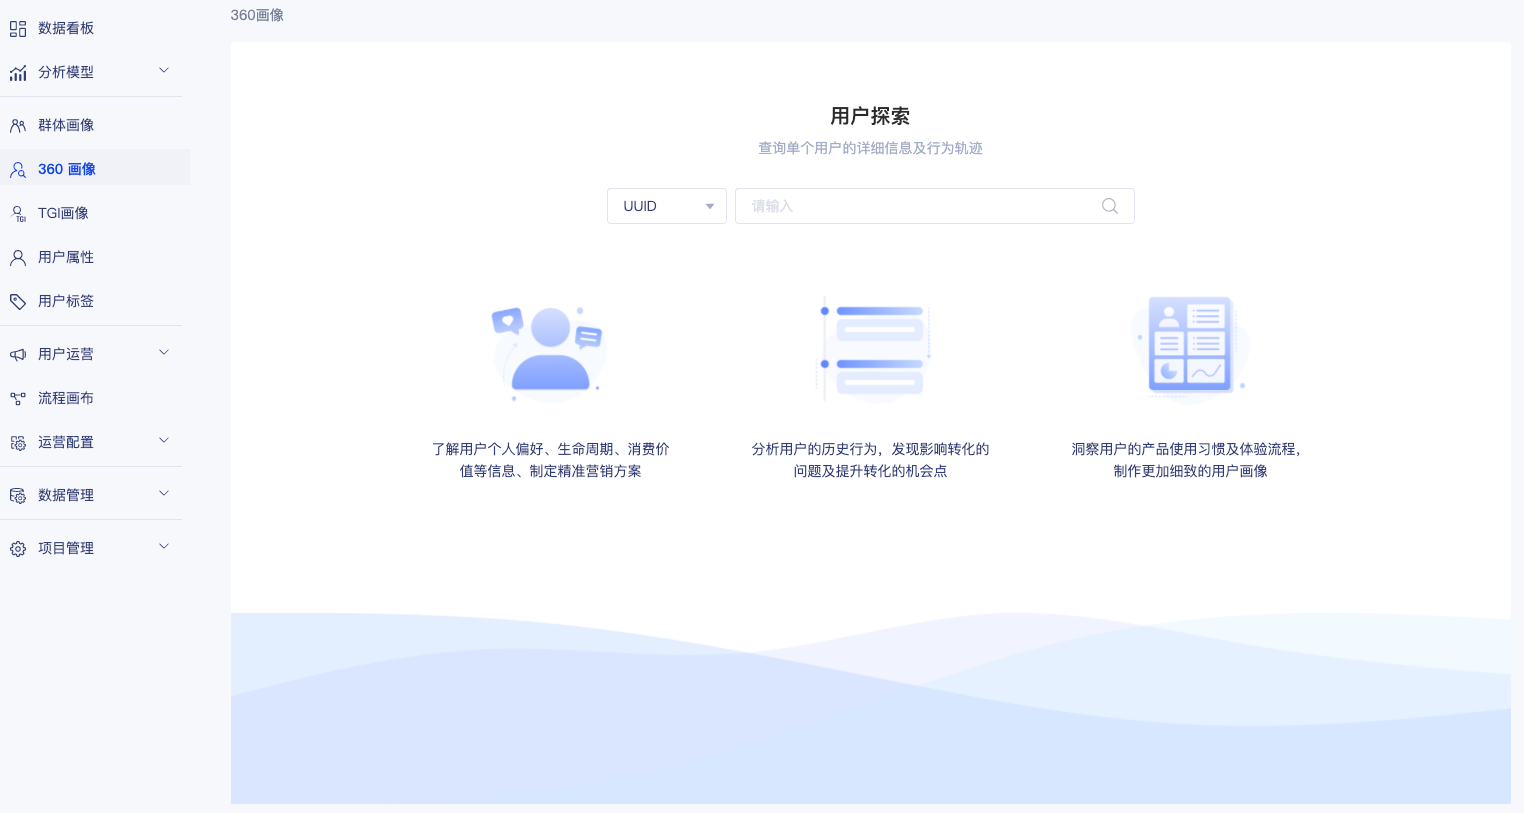 数据看板
分析模型
群体画像
360 画像
TGI画像
用户属性
用户标签
用户运营
流程画布
运营配置
数据管理
项目管理
360画像
用户探索
查询单个用户的详细信息及行为轨迹
UUID
请输入
了解用户个人偏好、生命周期、消费价
值等信息、制定精准营销方案
分析用户的历史行为，发现影响转化的
问题及提升转化的机会点
洞察用户的产品使用习惯及体验流程，
制作更加细致的用户画像